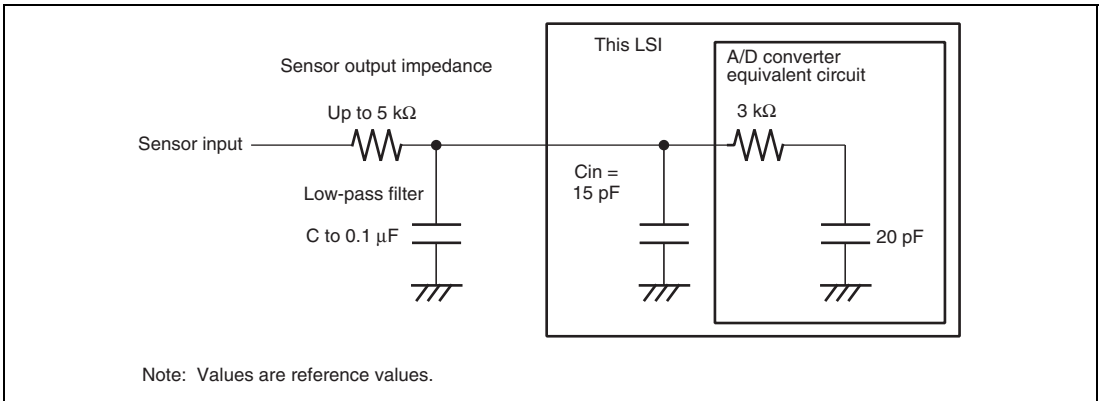 This LSI
A/D converter
equivalent circuit
Sensor output impedance
Up to 5 kΩ
3 kΩ
Sensor input
Cin =
15 pF
Low-pass filter
C to 0.1 μF
20 pF
Note: Values are reference values.